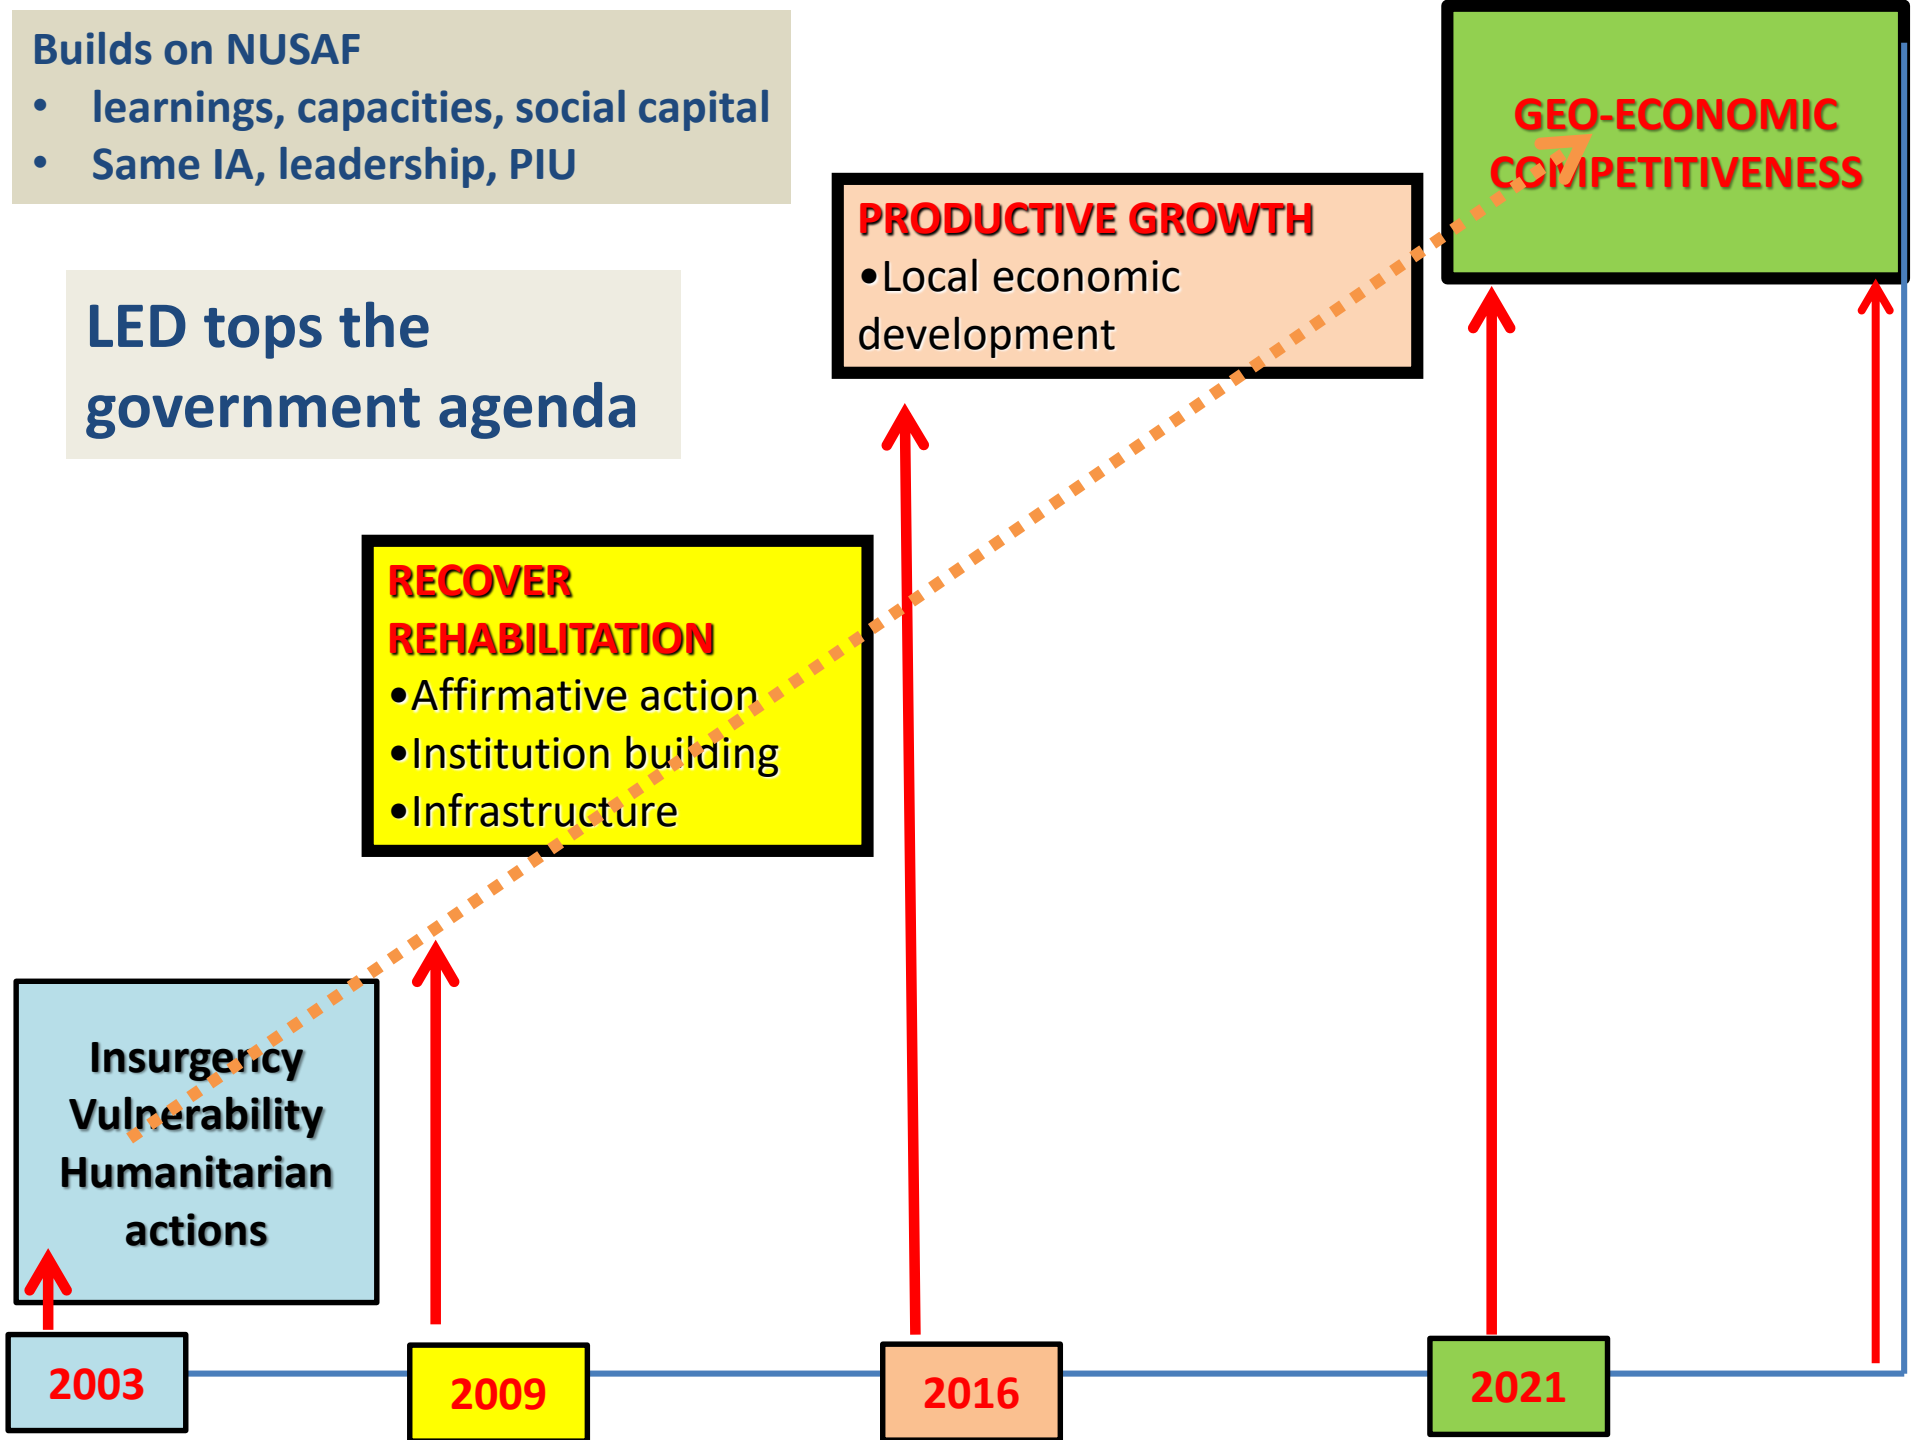 Builds on NUSAF
• learnings, capacities, social capital
• Same IA, leadership, PIU
LED tops the
government agenda
GEO-ECONOMIC
COMPETITIVENESS
PRODUCTIVE GROWTH
•Local economic
development
RECOVER
REHABILITATION
•Affirmative action
•Institution building
•Infrastructure
Insurgency
Vulnerability
Humanitarian
actions
2003
2009
2016
2021